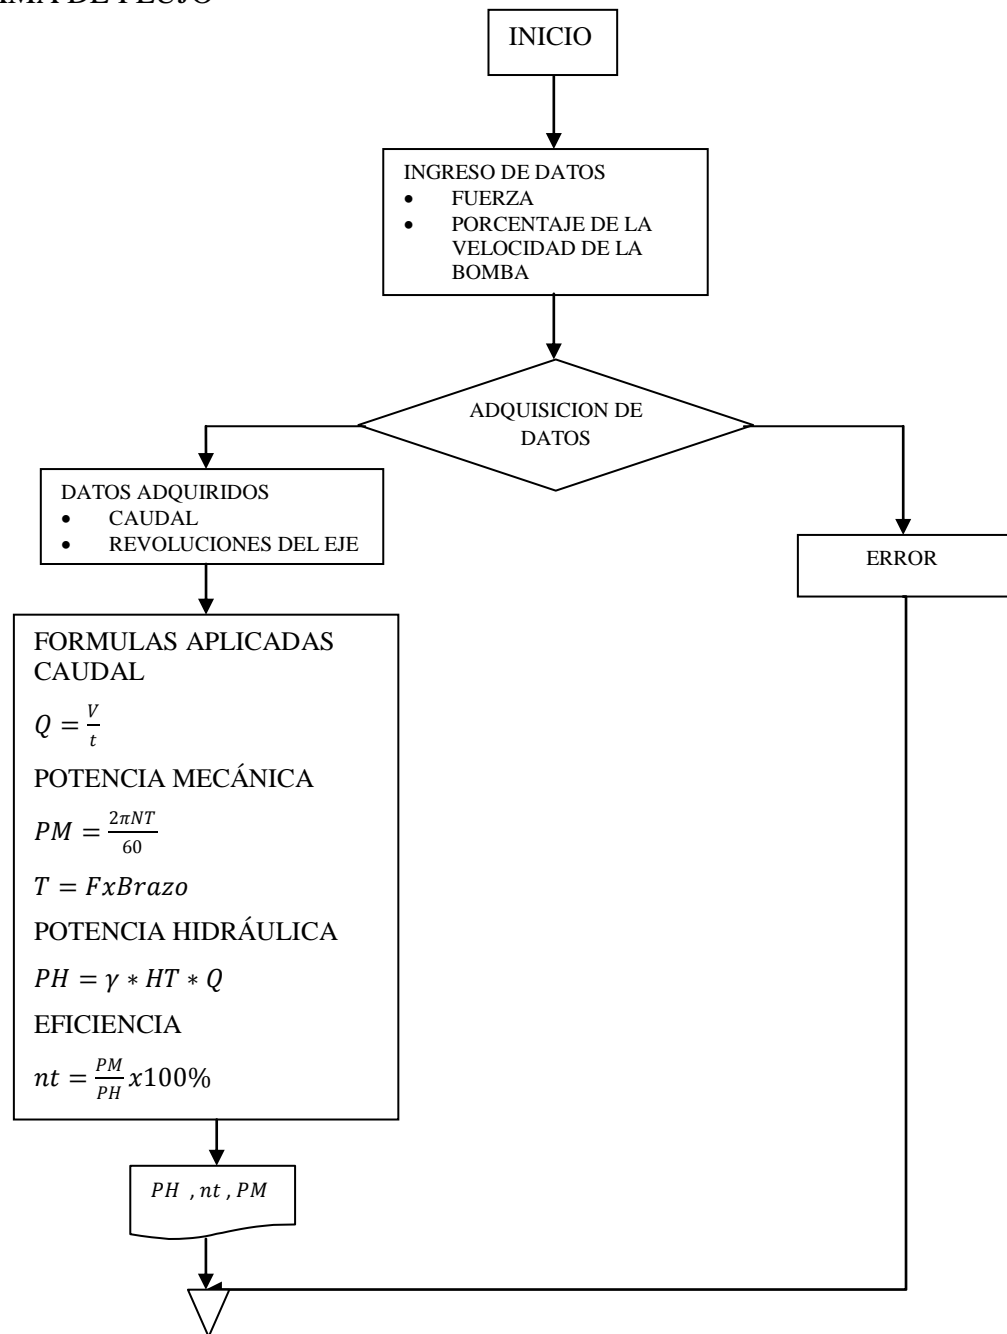 INICIO
INGRESO DE DATOS
• FUERZA
• PORCENTAJE DE LA
VELOCIDAD DE LA
BOMBA
ADQUISICION DE
DATOS
DATOS ADQUIRIDOS
• CAUDAL
• REVOLUCIONES DEL EJE
ERROR
FORMULAS APLICADAS
CAUDAL
Q = V/t
POTENCIA MECÁNICA
PM = 2πNT/60
T = FxBrazo
POTENCIA HIDRÁULICA
PH = γ * HT * Q
EFICIENCIA
nt = PM/PH x100%
PH , nt , PM